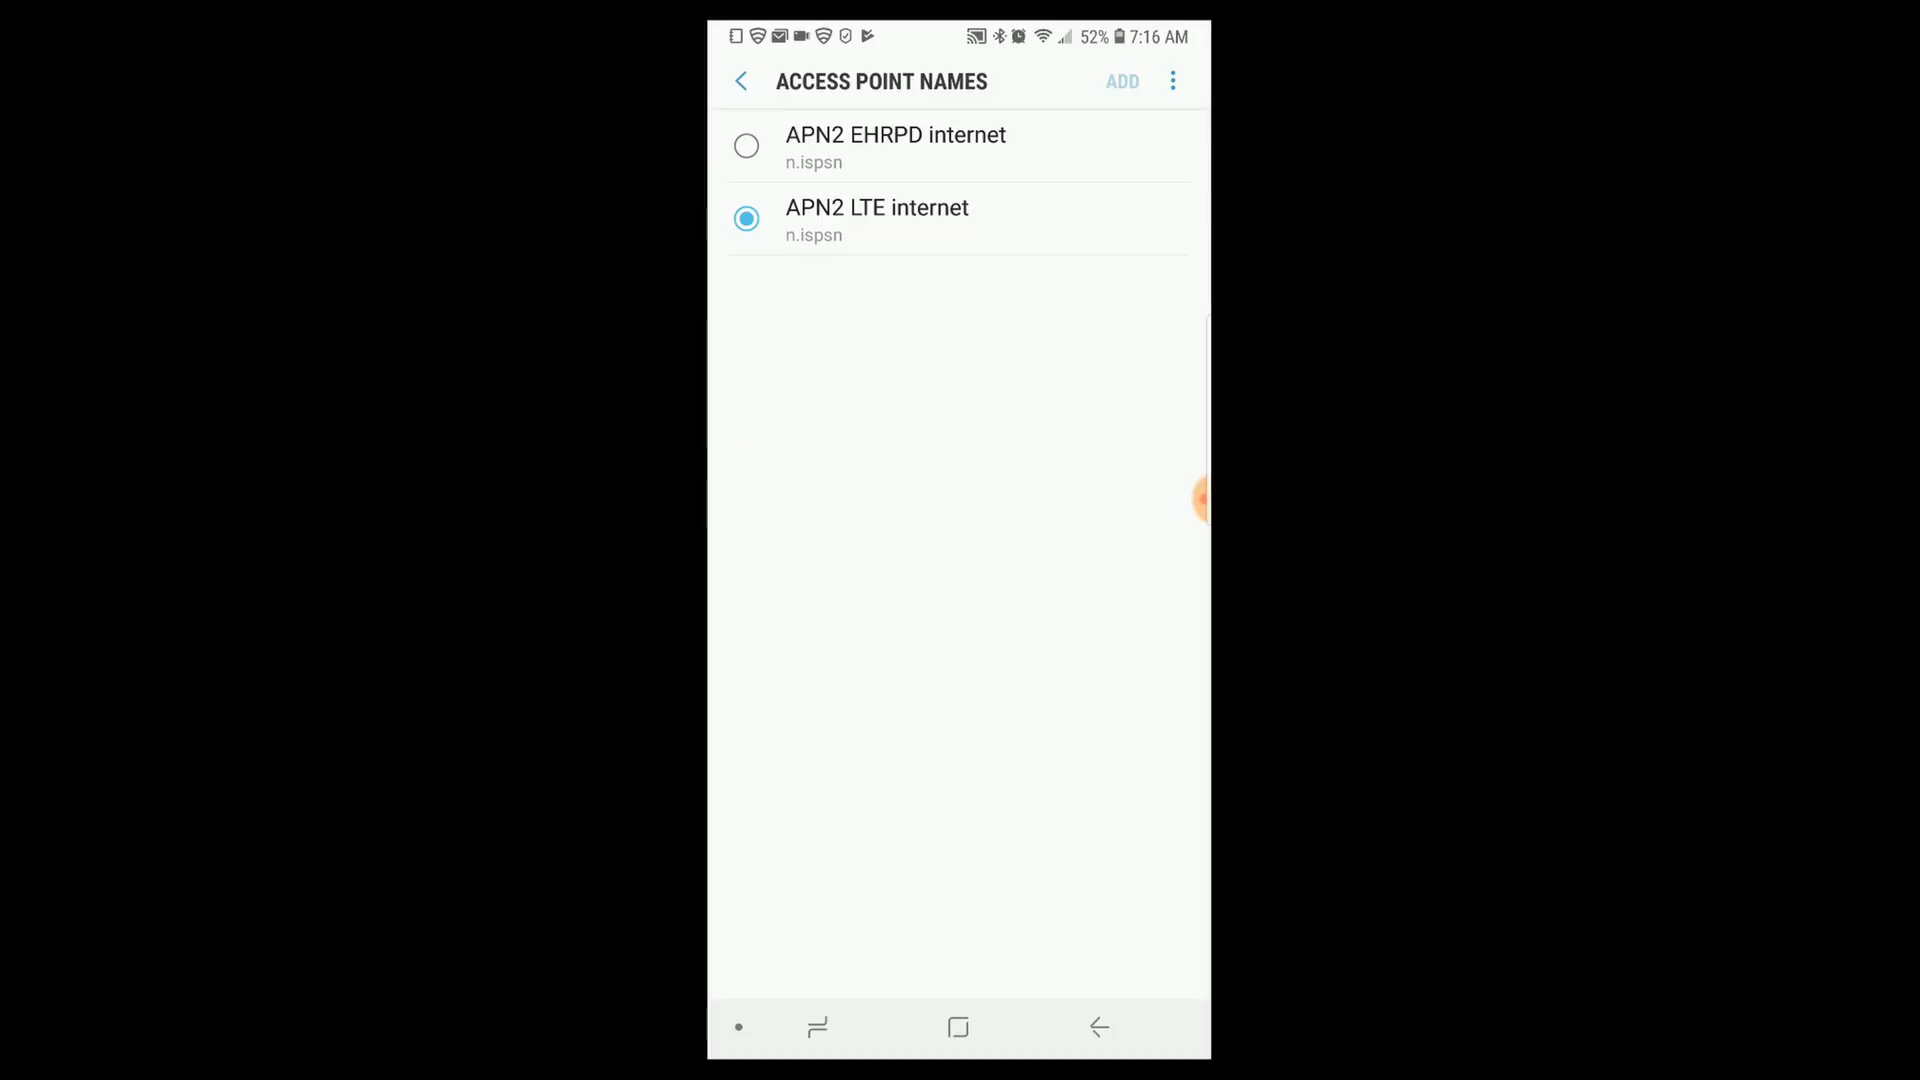 52% 7:16 AM
ACCESS POINT NAMES ADD
APN2 EHRPD internet
n.ispsn
APN2 LTE internet
n.ispsn